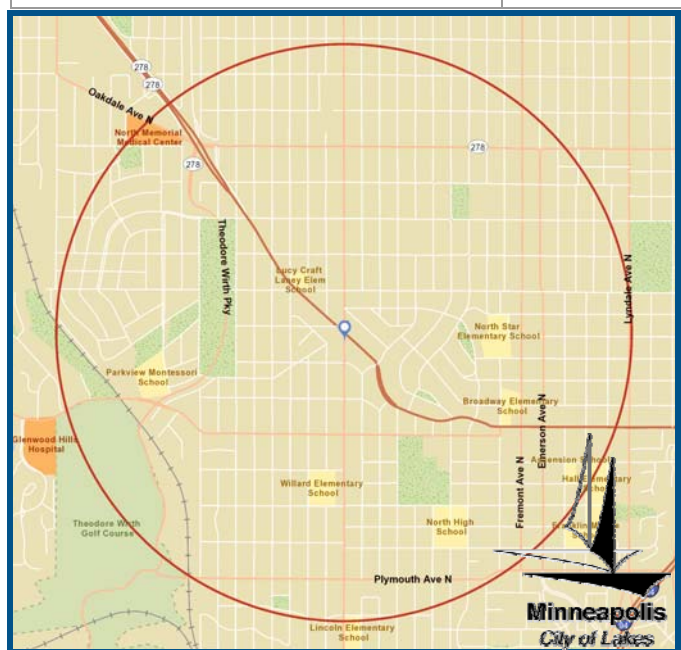 278
278
Oakdale Ave N
North Memorial
Medical Center
278
278
Theodore Wirth Pky
Lucy Craft
Laney Elem
School
Lyndale Ave N
North Star
Elementary School
Parkview Montessori
School
Broadway Elementary
School
Emerson Ave N
Glenwood Hills
Hospital
Fremont Ave N
Ascension School
Hall Elementary
School
Willard Elementary
School
North High
School
Theodore Wirth
Golf Course
Plymouth Ave N
Lincoln Elementary
School
Minneapolis
City of Lakes